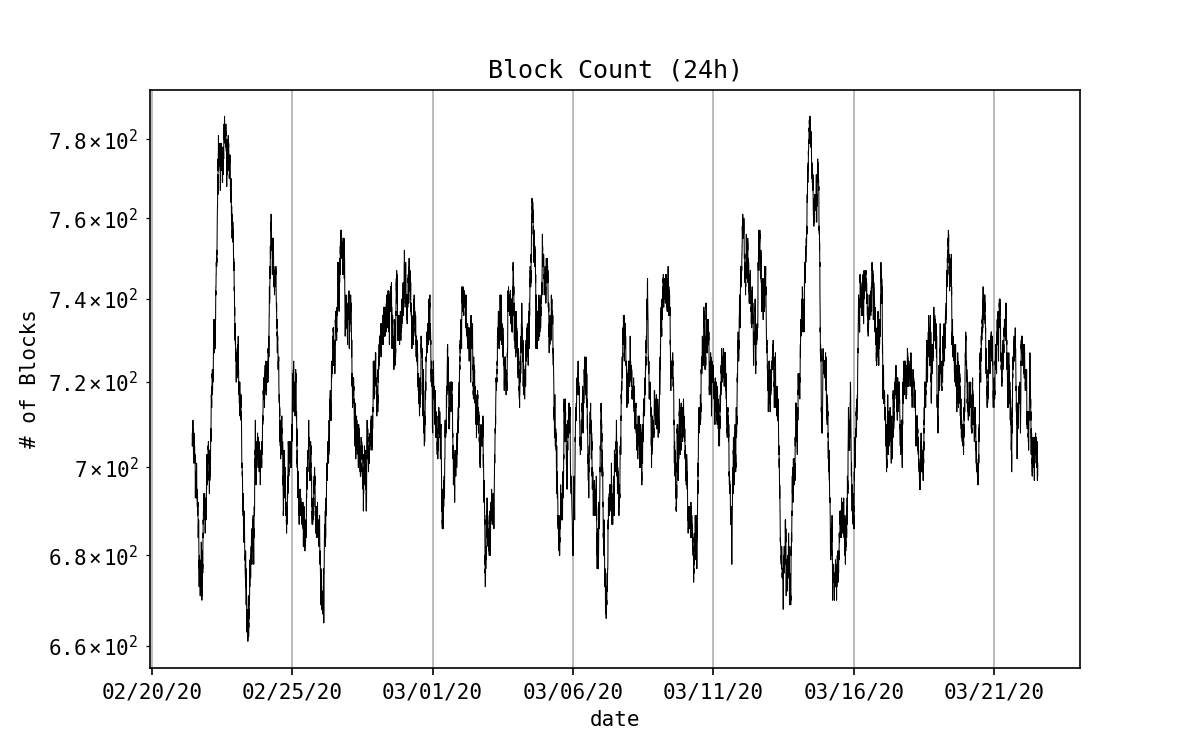 Block Count (24h)
# of Blocks
7.8×10²
7.6×10²
7.4×10²
7.2×10²
7×10²
6.8×10²
6.6×10²
02/20/20 02/25/20 03/01/20 03/06/20 03/11/20 03/16/20 03/21/20
date